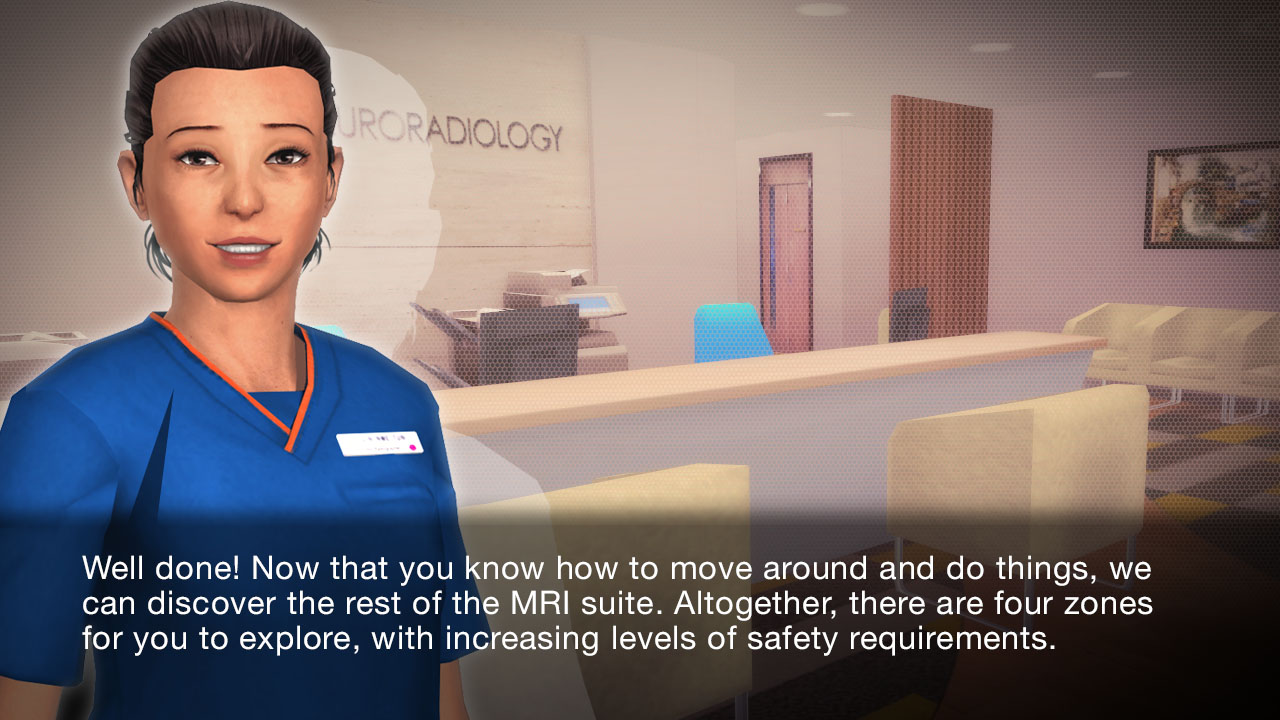 URORADIOLOGY
Well done! Now that you know how to move around and do things, we
can discover the rest of the MRI suite. Altogether, there are four zones
for you to explore, with increasing levels of safety requirements.